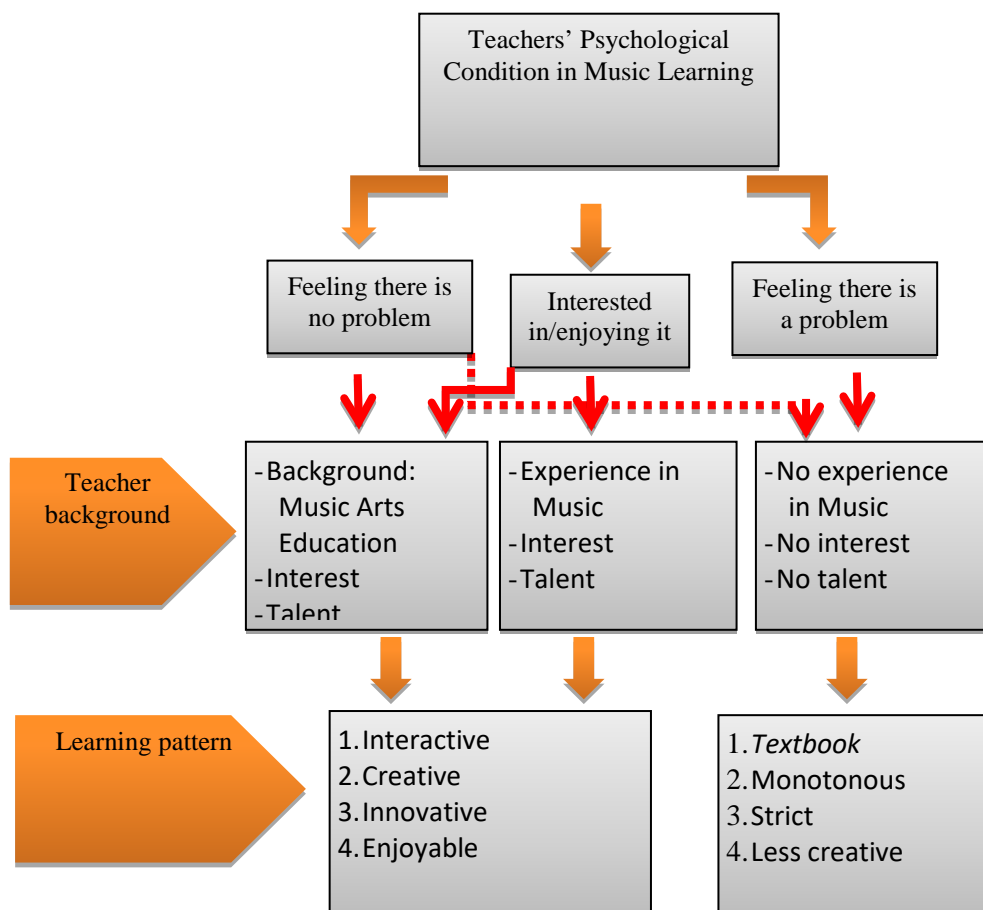 Teachers’ Psychological
Condition in Music Learning
Feeling there is
no problem
Interested
in/enjoying it
Feeling there is
a problem
Teacher
background
-Background:
Music Arts
Education
-Interest
-Talent
-Experience in
Music
-Interest
-Talent
-No experience
in Music
-No interest
-No talent
Learning pattern
1.Interactive
2.Creative
3.Innovative
4.Enjoyable
1.Textbook
2.Monotonous
3.Strict
4.Less creative